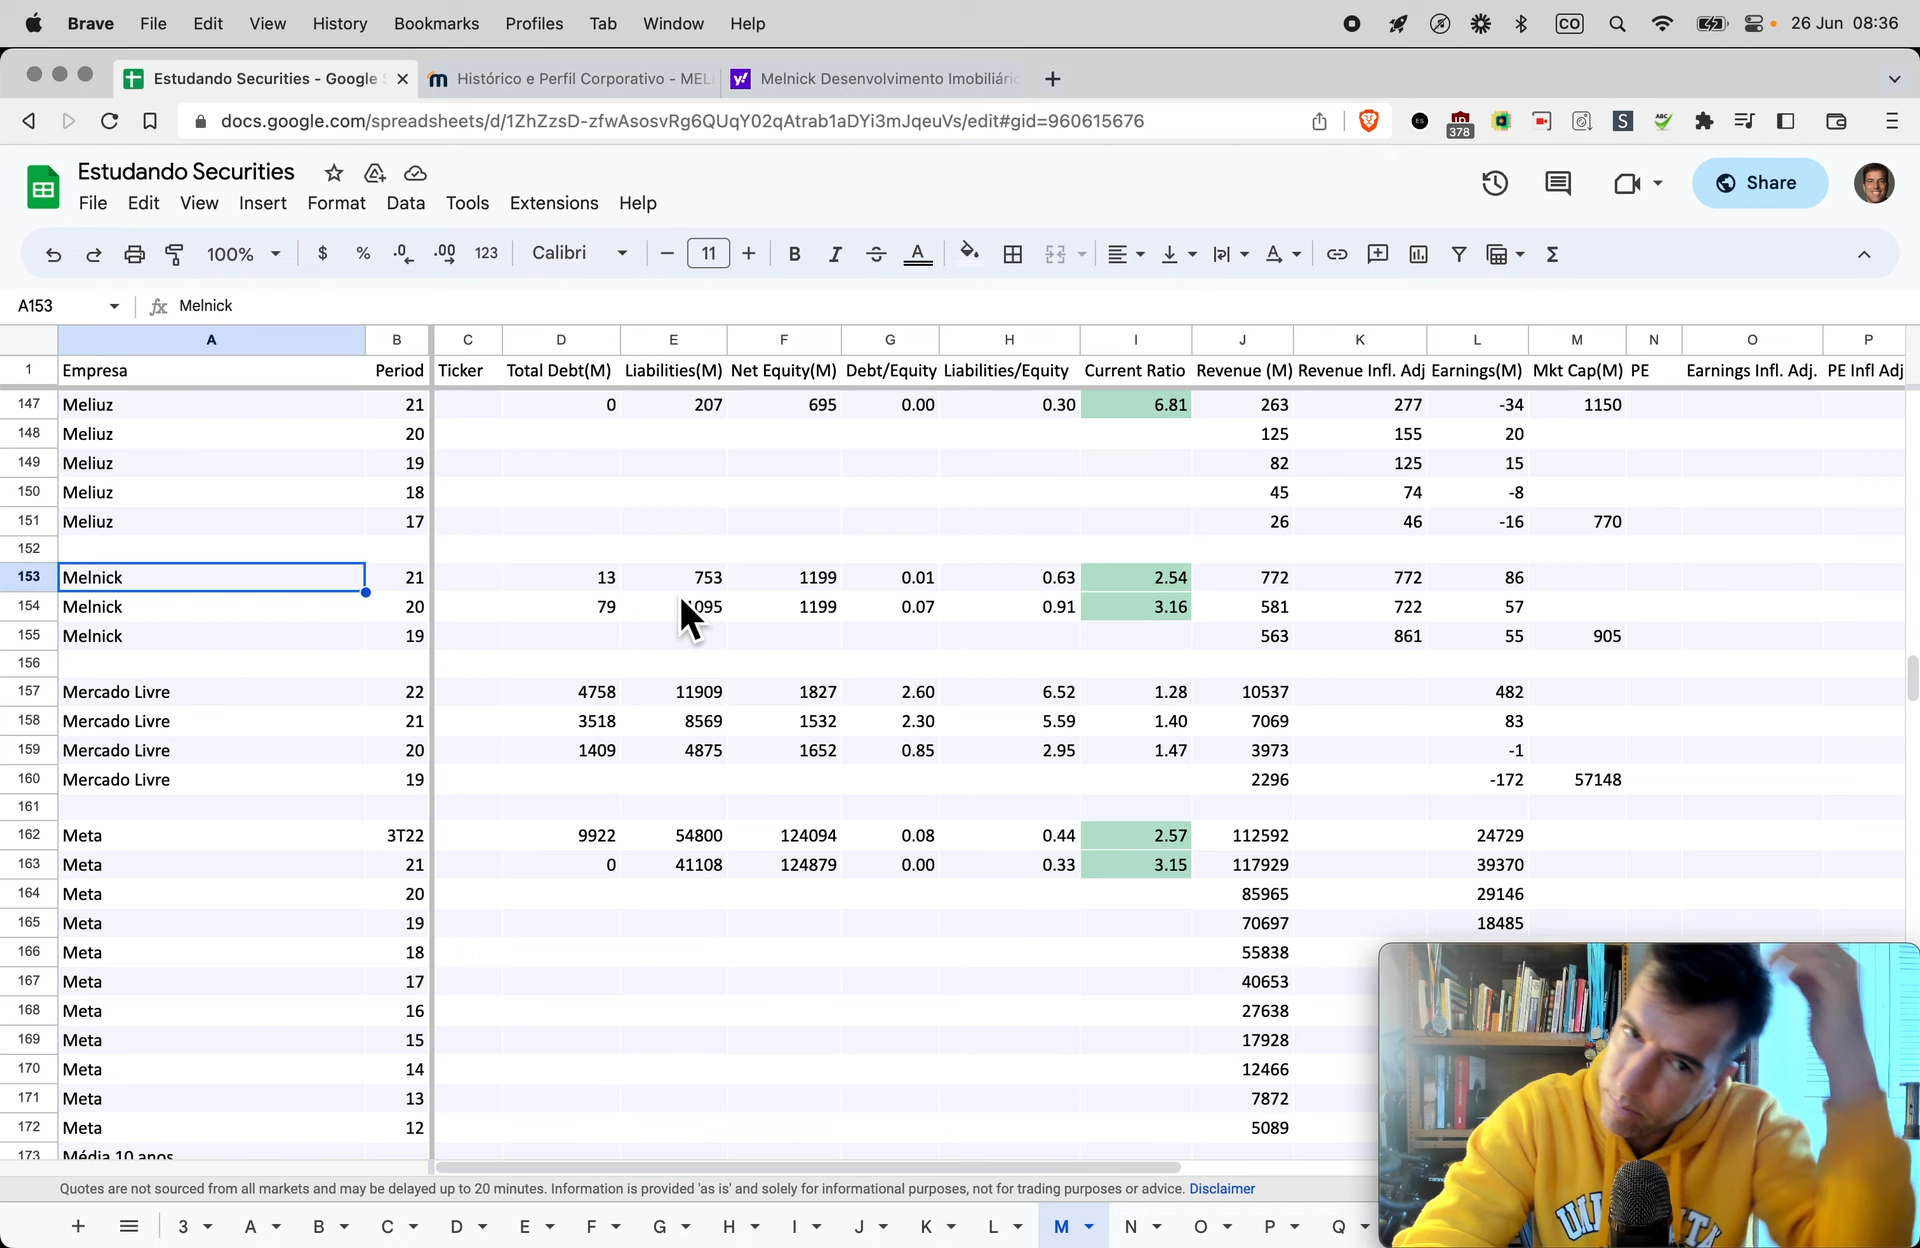 Brave File Edit View History Bookmarks Profiles Tab Window Help CO 26 Jun 08:36
Estudando Securities - Google Histórico e Perfil Corporativo - MEL y! Melnick Desenvolvimento Imobiliári
docs.google.com/spreadsheets/d/1ZhZzsD-zfwAsosvRg6QUqY02qAtrab1aDYi3mJqeuVs/edit#gid=960615676 378 S ABC
Estudando Securities
File Edit View Insert Format Data Tools Extensions Help
Share
100% $ % .0 .00 123 Calibri 11 B I A
A153 fx Melnick
A B C D E F G H I J K L M N O P
1 Empresa Period Ticker Total Debt(M) Liabilities(M) Net Equity(M) Debt/Equity Liabilities/Equity Current Ratio Revenue (M) Revenue Infl. Adj Earnings(M) Mkt Cap(M) PE Earnings Infl. Adj. PE Infl Adj
147 Meliuz 21 0 207 695 0.00 0.30 6.81 263 277 -34 1150
148 Meliuz 20 125 155 20
149 Meliuz 19 82 125 15
150 Meliuz 18 45 74 -8
151 Meliuz 17 26 46 -16 770
152
153 Melnick 21 13 753 1199 0.01 0.63 2.54 772 772 86
154 Melnick 20 79 1095 1199 0.07 0.91 3.16 581 722 57
155 Melnick 19 563 861 55 905
156
157 Mercado Livre 22 4758 11909 1827 2.60 6.52 1.28 10537 482
158 Mercado Livre 21 3518 8569 1532 2.30 5.59 1.40 7069 83
159 Mercado Livre 20 1409 4875 1652 0.85 2.95 1.47 3973 -1
160 Mercado Livre 19 2296 -172 57148
161
162 Meta 3T22 9922 54800 124094 0.08 0.44 2.57 112592 24729
163 Meta 21 0 41108 124879 0.00 0.33 3.15 117929 39370
164 Meta 20 85965 29146
165 Meta 19 70697 18485
166 Meta 18 55838
167 Meta 17 40653
168 Meta 16 27638
169 Meta 15 17928
170 Meta 14 12466
171 Meta 13 7872
172 Meta 12 5089
173 Média 10 anos
Quotes are not sourced from all markets and may be delayed up to 20 minutes. Information is provided 'as is' and solely for informational purposes, not for trading purposes or advice. Disclaimer
3 A B C D E F G H I J K L M N O P Q